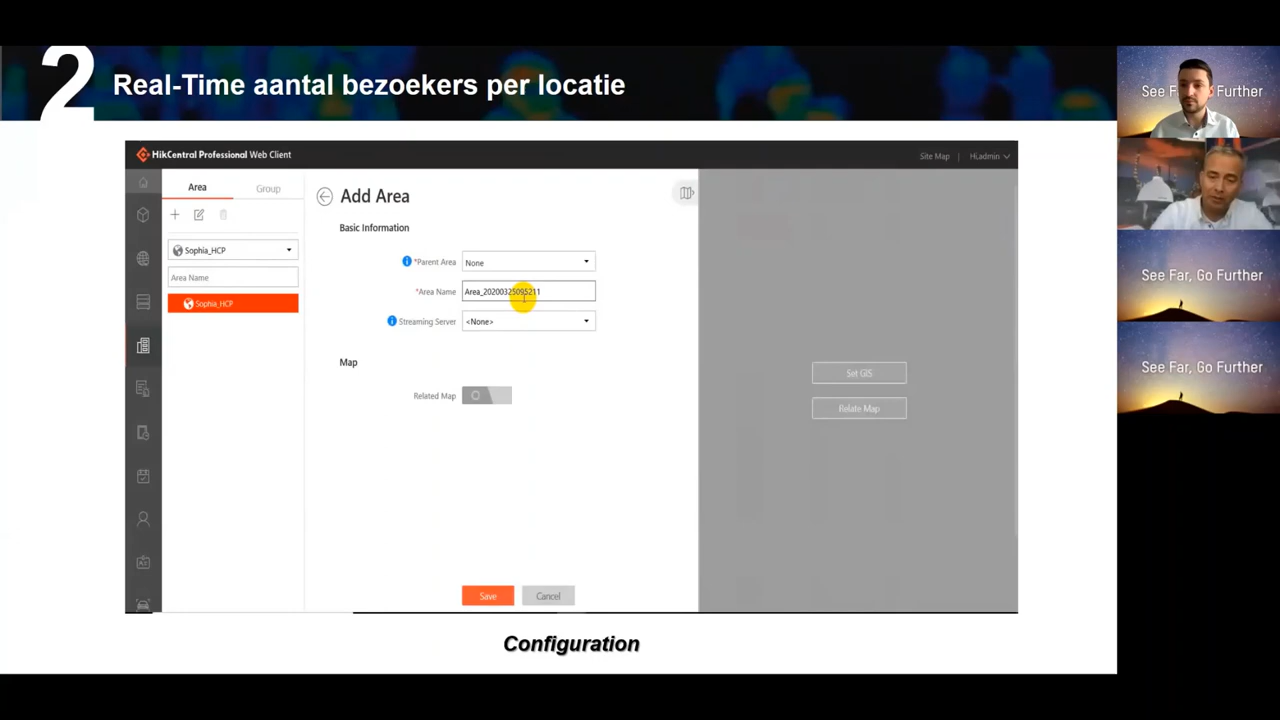 2
Real-Time aantal bezoekers per locatie
HikCentral Professional Web Client
Site Map | Hi,admin
Area Group
Add Area
Basic Information
Sophia_HCP
Area Name
Sophia_HCP
*Parent Area None
*Area Name Area_20200325095211
Streaming Server <None>
Map
Related Map
Set GIS
Relate Map
Save Cancel
Configuration
See Far, Go Further
See Far, Go Further
See Far, Go Further